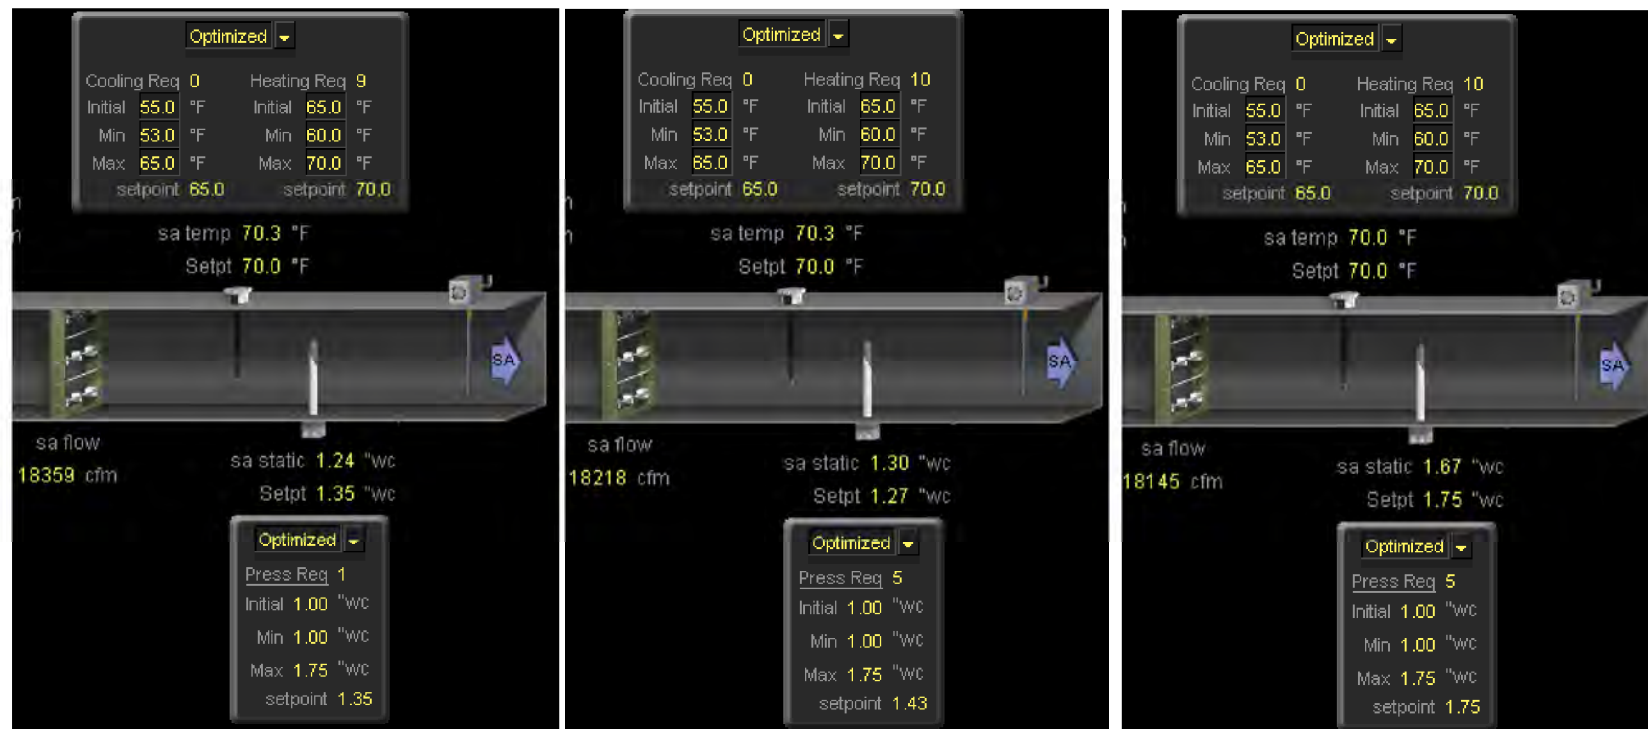 Optimized
Cooling Req 0 Heating Req 9
Initial 55.0 °F Initial 65.0 °F
Min 53.0 °F Min 60.0 °F
Max 65.0 °F Max 70.0 °F
setpoint 65.0 setpoint 70.0
sa temp 70.3 °F
Setpt 70.0 °F
SA
sa flow
18359 cfm
sa static 1.24 "wc
Setpt 1.35 "wc
Optimized
Press Req 1
Initial 1.00 "wc
Min 1.00 "wc
Max 1.75 "wc
setpoint 1.35
Optimized
Cooling Req 0 Heating Req 10
Initial 55.0 °F Initial 65.0 °F
Min 53.0 °F Min 60.0 °F
Max 65.0 °F Max 70.0 °F
setpoint 65.0 setpoint 70.0
sa temp 70.3 °F
Setpt 70.0 °F
SA
sa flow
18218 cfm
sa static 1.30 "wc
Setpt 1.27 "wc
Optimized
Press Req 5
Initial 1.00 "wc
Min 1.00 "wc
Max 1.75 "wc
setpoint 1.43
Optimized
Cooling Req 0 Heating Req 10
Initial 55.0 °F Initial 65.0 °F
Min 53.0 °F Min 60.0 °F
Max 65.0 °F Max 70.0 °F
setpoint 65.0 setpoint 70.0
sa temp 70.0 °F
Setpt 70.0 °F
SA
sa flow
18145 cfm
sa static 1.67 "wc
Setpt 1.75 "wc
Optimized
Press Req 5
Initial 1.00 "wc
Min 1.00 "wc
Max 1.75 "wc
setpoint 1.75